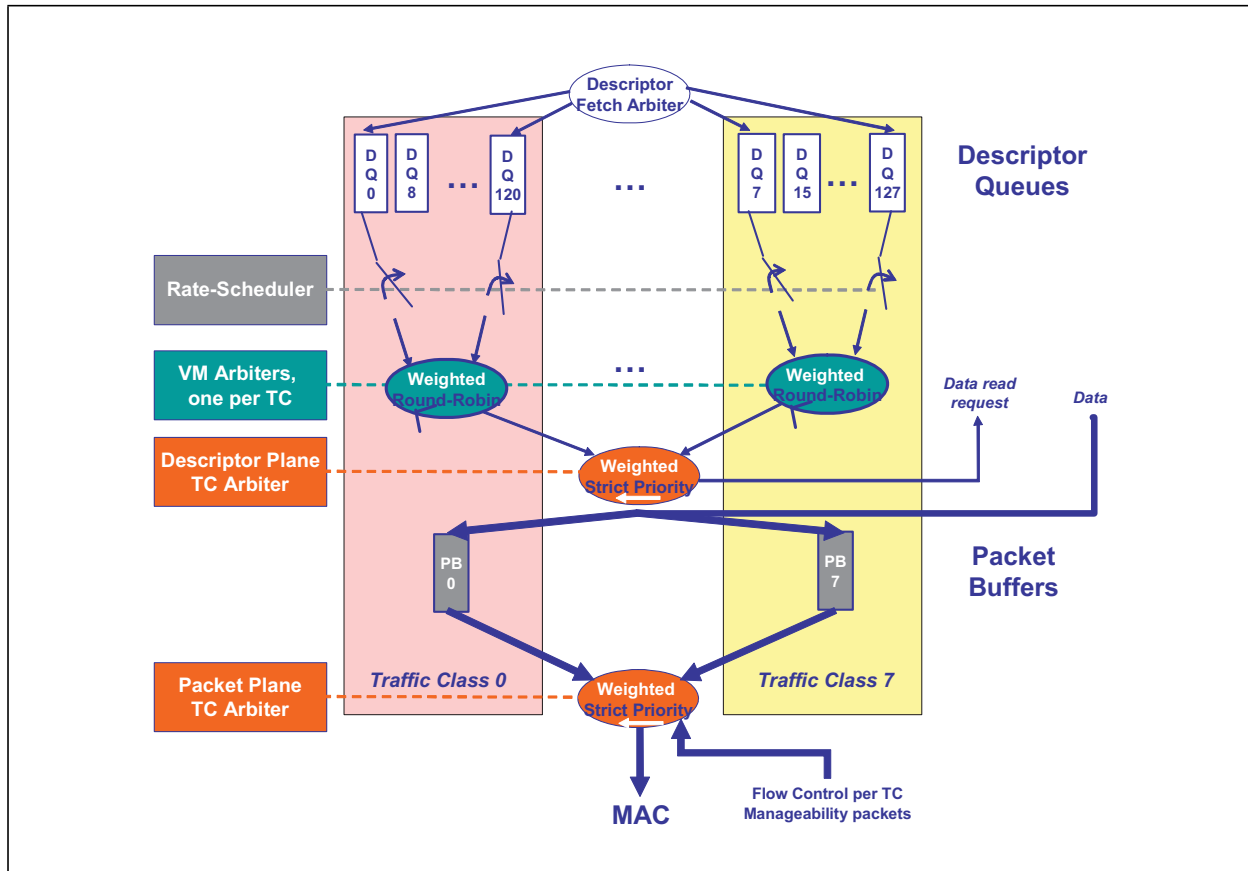 Descriptor
Fetch Arbiter
D
Q
0
D
Q
8
...
D
Q
120
...
D
Q
7
D
Q
15
...
D
Q
127
Descriptor
Queues
Rate-Scheduler
VM Arbiters,
one per TC
Weighted
Round-Robin
...
Weighted
Round-Robin
Data read
request
Data
Descriptor Plane
TC Arbiter
Weighted
Strict Priority
PB
0
PB
7
Packet
Buffers
Packet Plane
TC Arbiter
Traffic Class 0
Weighted
Strict Priority
Traffic Class 7
MAC
Flow Control per TC
Manageability packets